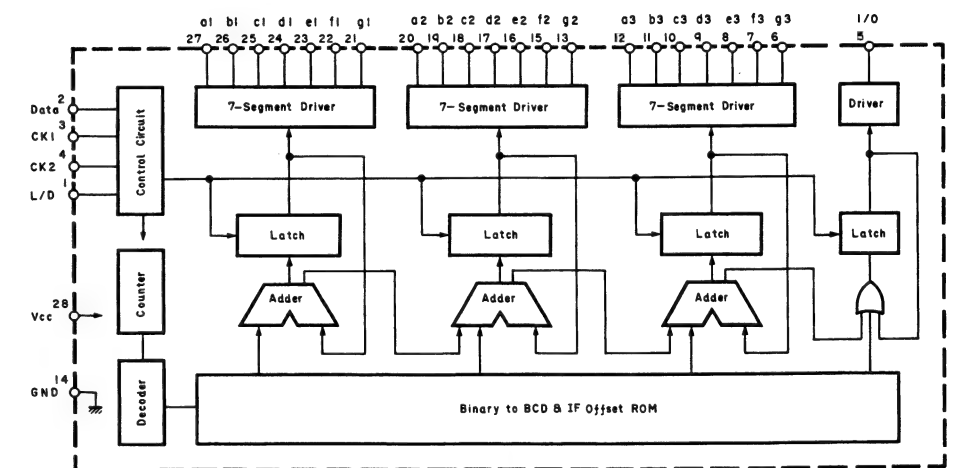 a1 b1 c1 d1 e1 f1 g1 a2 b2 c2 d2 e2 f2 g2 a3 b3 c3 d3 e3 f3 g3 I/O
27 26 25 24 23 22 21 20 19 18 17 16 15 13 12 11 10 9 8 7 6 5
7-Segment Driver 7-Segment Driver 7-Segment Driver Driver
Data 2
CK1 3
CK2 4
L/D 1
Control Circuit
Latch Latch Latch Latch
Counter
Adder Adder Adder
Vcc 28
GND 14
Decoder
Binary to BCD & IF Offset ROM